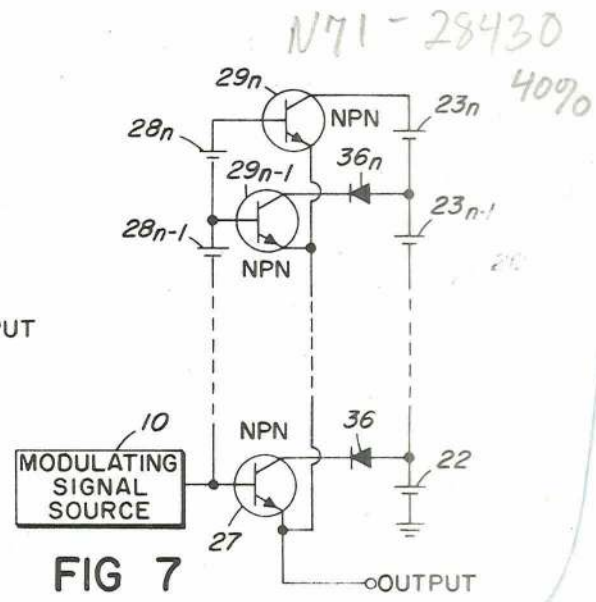 N71-28430
40%
29n
NPN
23n
28n
36n
29n-1
23n-1
28n-1
NPN
PUT
10
NPN
36
MODULATING
SIGNAL
SOURCE
22
27
FIG 7
OUTPUT